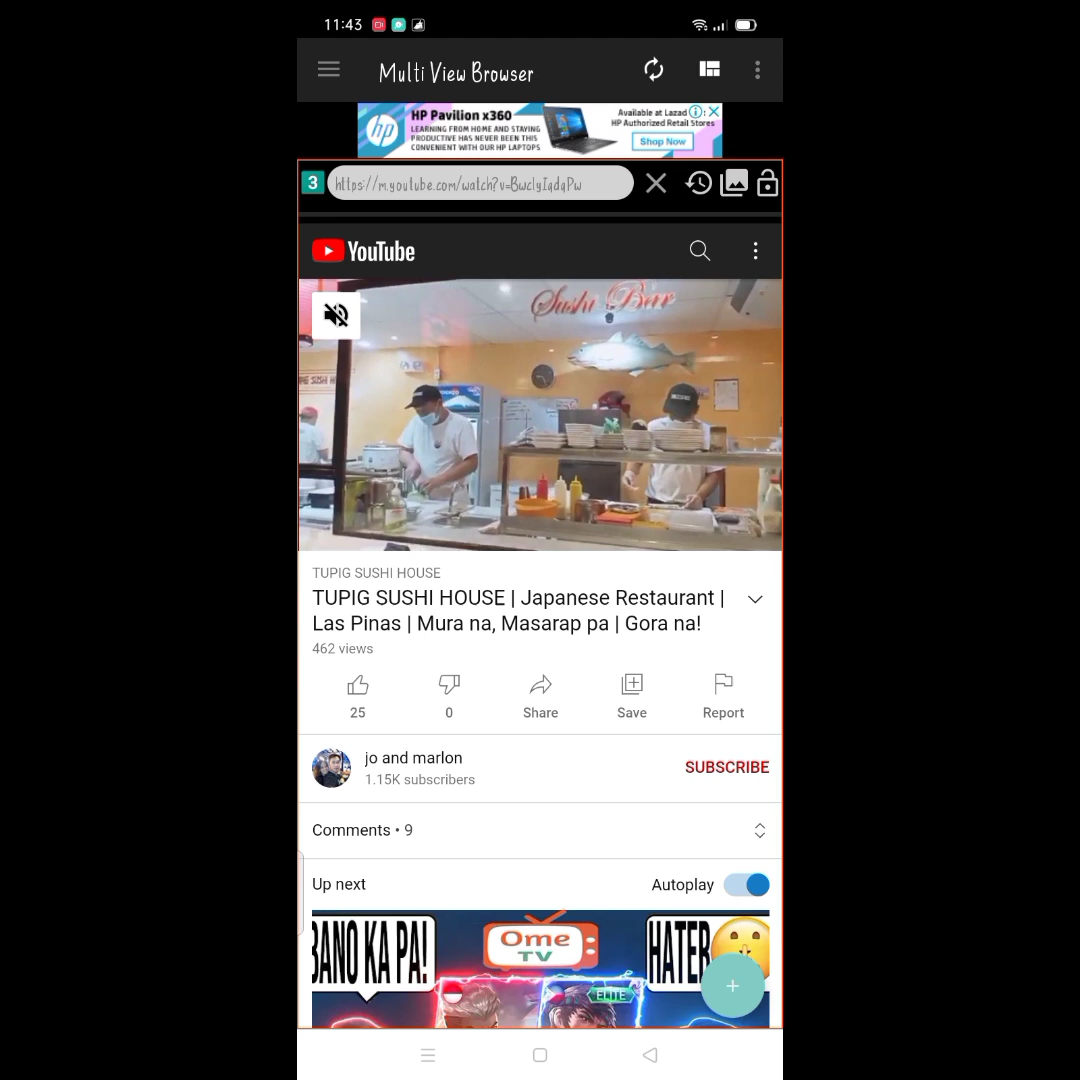 11:43
Multi View Browser
hp
HP Pavilion x360
LEARNING FROM HOME AND STAYING
PRODUCTIVE HAS NEVER BEEN THIS
CONVENIENT WITH OUR HP LAPTOPS
Available at Lazad
HP Authorized Retail Stores
Shop Now
3
https://m.youtube.com/watch?v=BwclyIqdqPw
YouTube
Sushi Bar
TUPIG SUSHI HOUSE
TUPIG SUSHI HOUSE | Japanese Restaurant |
Las Pinas | Mura na, Masarap pa | Gora na!
462 views
25
0
Share
Save
Report
jo and marlon
1.15K subscribers
SUBSCRIBE
Comments • 9
Up next
Autoplay
BANO KA PA!
Ome
TV
HATER
ELITE